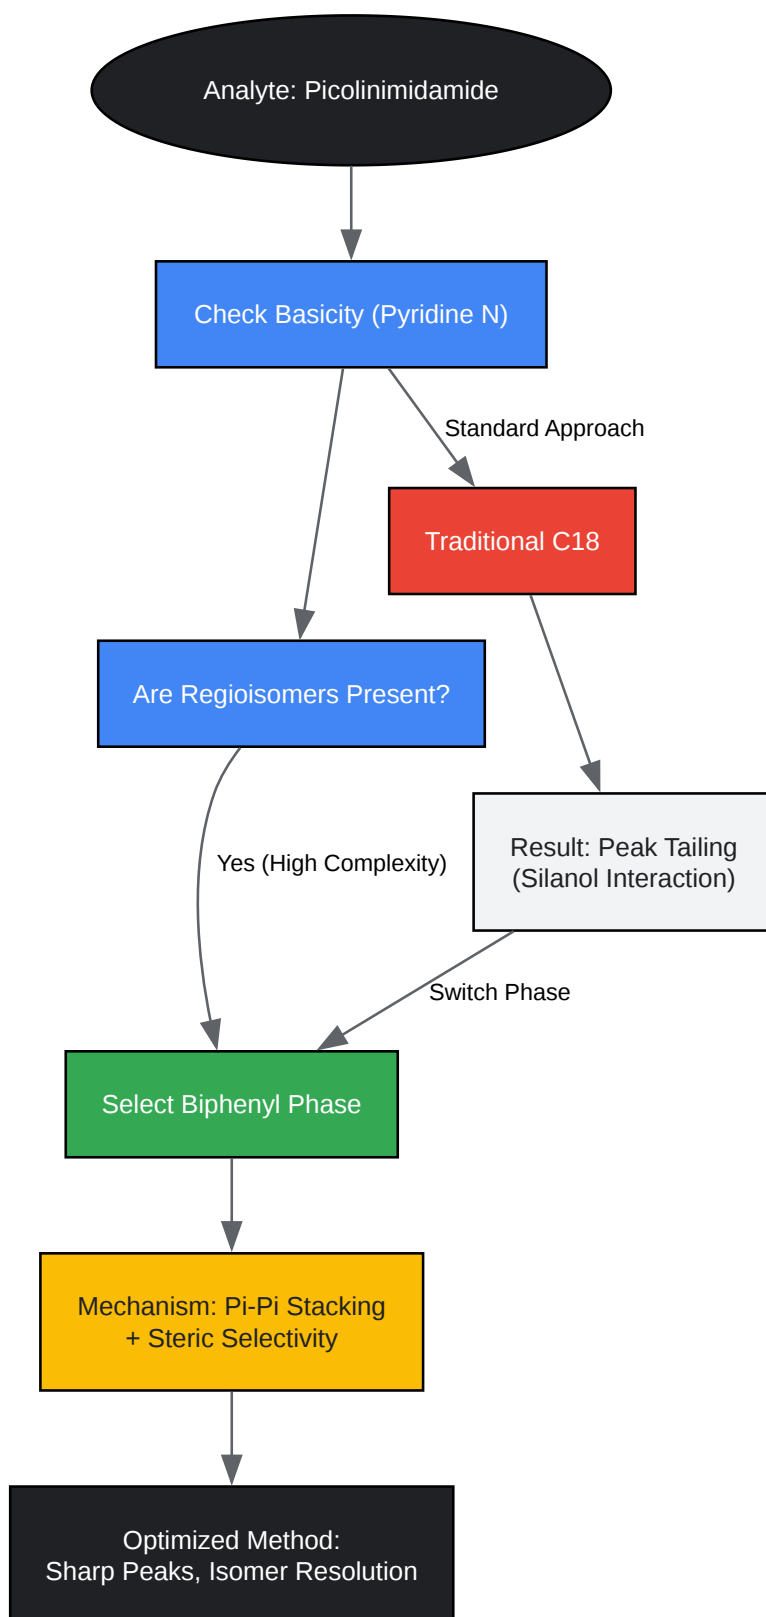 Analyte: Picolinimidamide
Check Basicity (Pyridine N)
Standard Approach
Traditional C18
Are Regioisomers Present?
Result: Peak Tailing
(Silanol Interaction)
Yes (High Complexity)
Switch Phase
Select Biphenyl Phase
Mechanism: Pi-Pi Stacking
+ Steric Selectivity
Optimized Method:
Sharp Peaks, Isomer Resolution